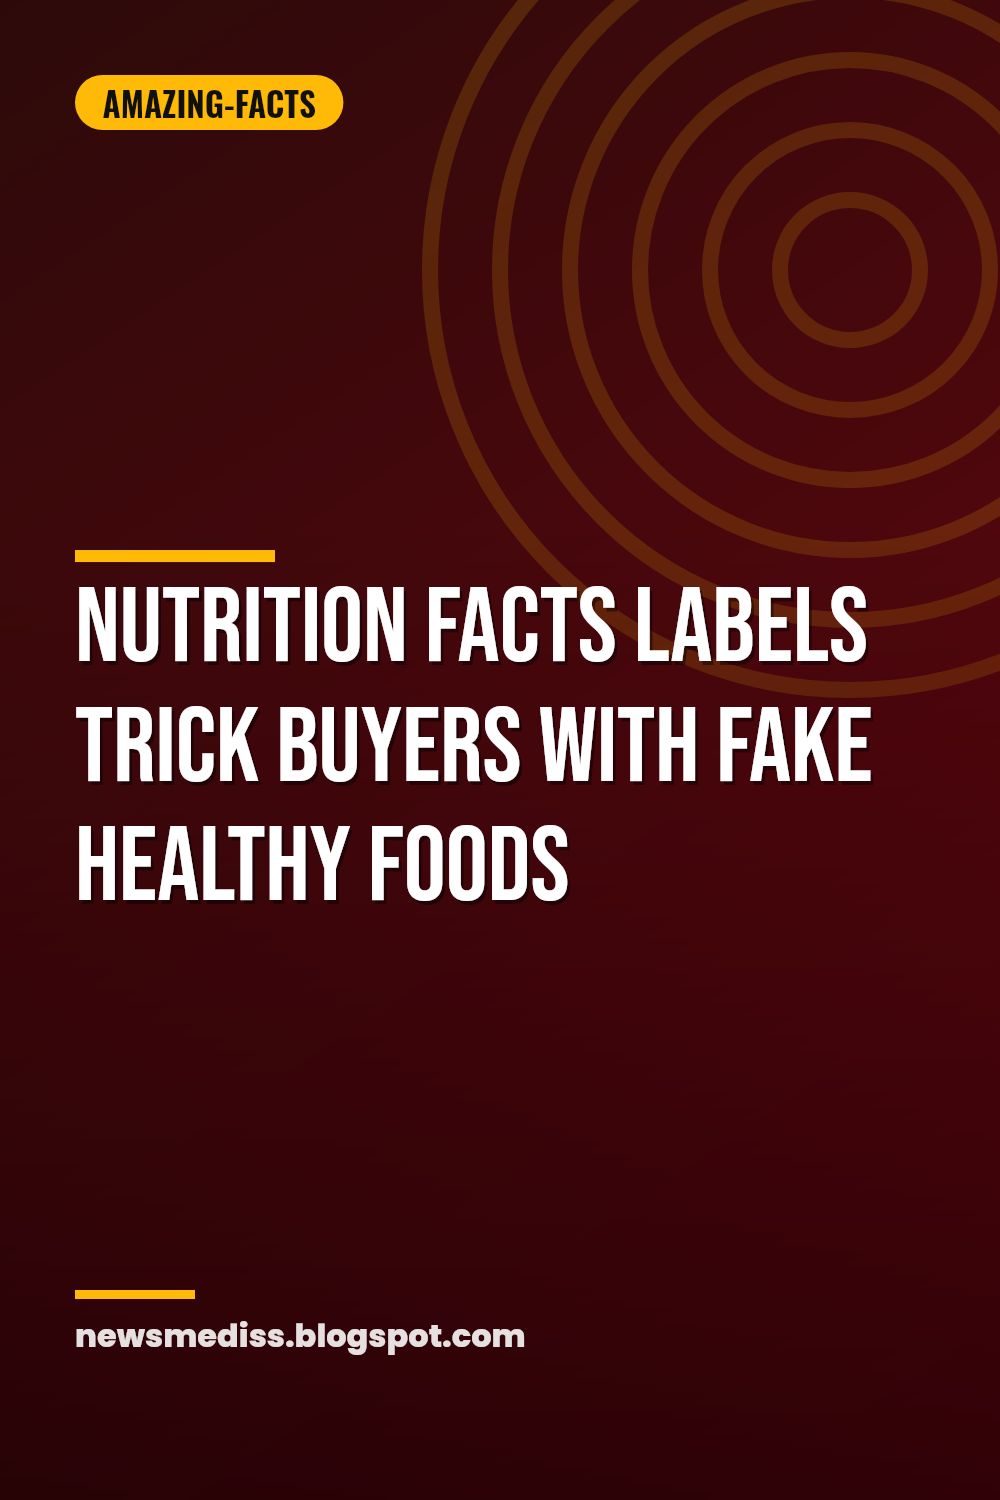 AMAZING-FACTS
NUTRITION FACTS LABELS
TRICK BUYERS WITH FAKE
HEALTHY FOODS
newsmediss.blogspot.com